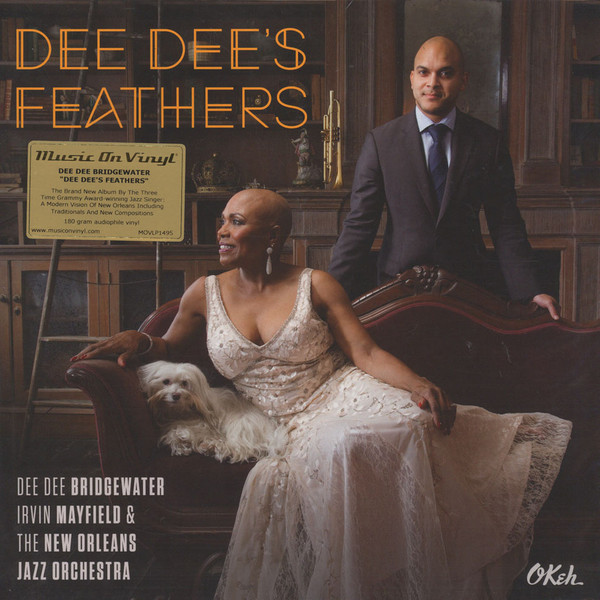 DEE DEE'S
FEATHERS
Music On Vinyl
DEE DEE BRIDGEWATER
"DEE DEE'S FEATHERS"
The Brand New Album By The Three
Time Grammy Award-winning Jazz Singer:
A Modern Vision Of New Orleans Including
Traditionals And New Compositions
180 gram audiophile vinyl
www.musiconvinyl.com MOVLP1495
DEE DEE BRIDGEWATER
IRVIN MAYFIELD &
THE NEW ORLEANS
JAZZ ORCHESTRA
OKeh